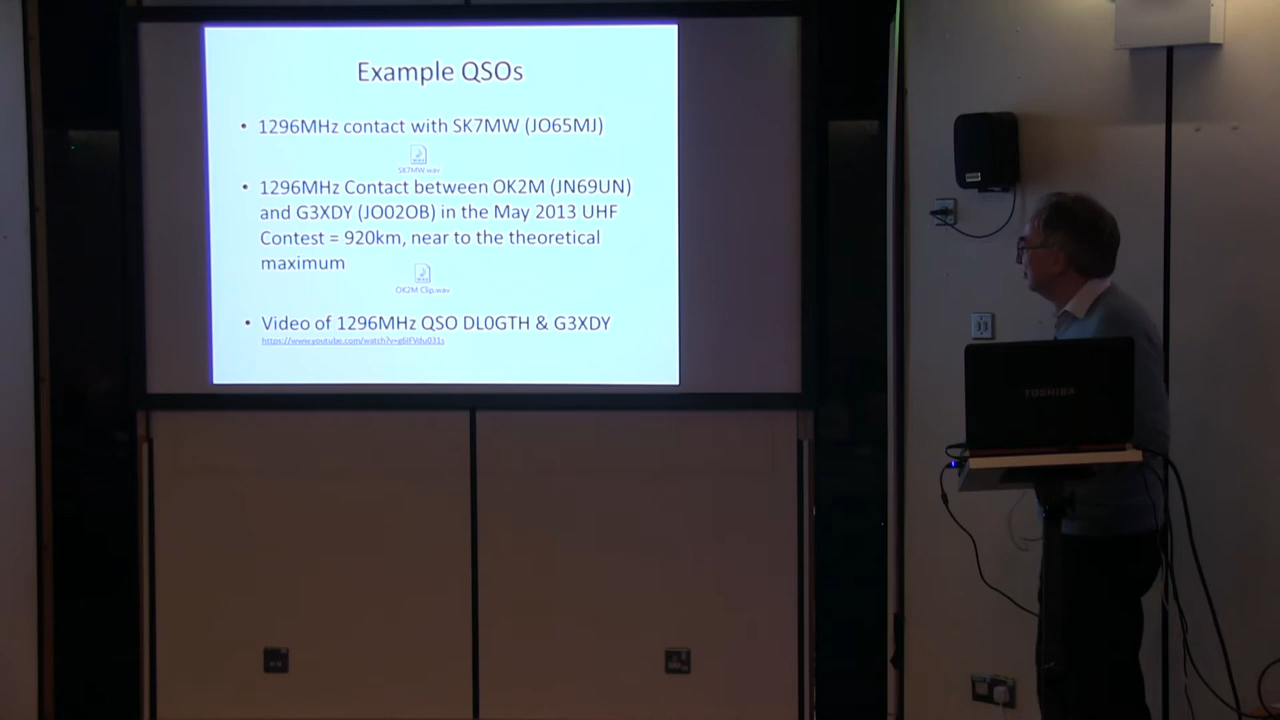 Example QSOs
• 1296MHz contact with SK7MW (JO65MJ)
SK7MW.wav
• 1296MHz Contact between OK2M (JN69UN)
and G3XDY (JO02OB) in the May 2013 UHF
Contest = 920km, near to the theoretical
maximum
OK2M Clip.wav
• Video of 1296MHz QSO DL0GTH & G3XDY
TOSHIBA